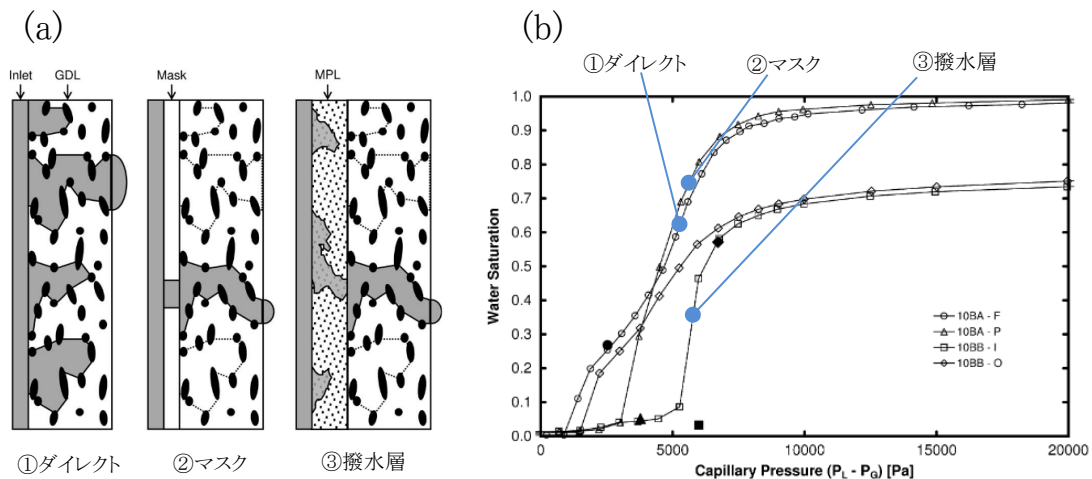 (a)
Inlet GDL Mask MPL
①ダイレクト ②マスク ③撥水層
(b)
①ダイレクト ②マスク ③撥水層
1.0
0.9
0.8
0.7
0.6
0.5
0.4
0.3
0.2
0.1
0.0
Water Saturation
10BA - F
10BA - P
10BB - I
10BB - O
0 5000 10000 15000 20000
Capillary Pressure (PL - PG) [Pa]